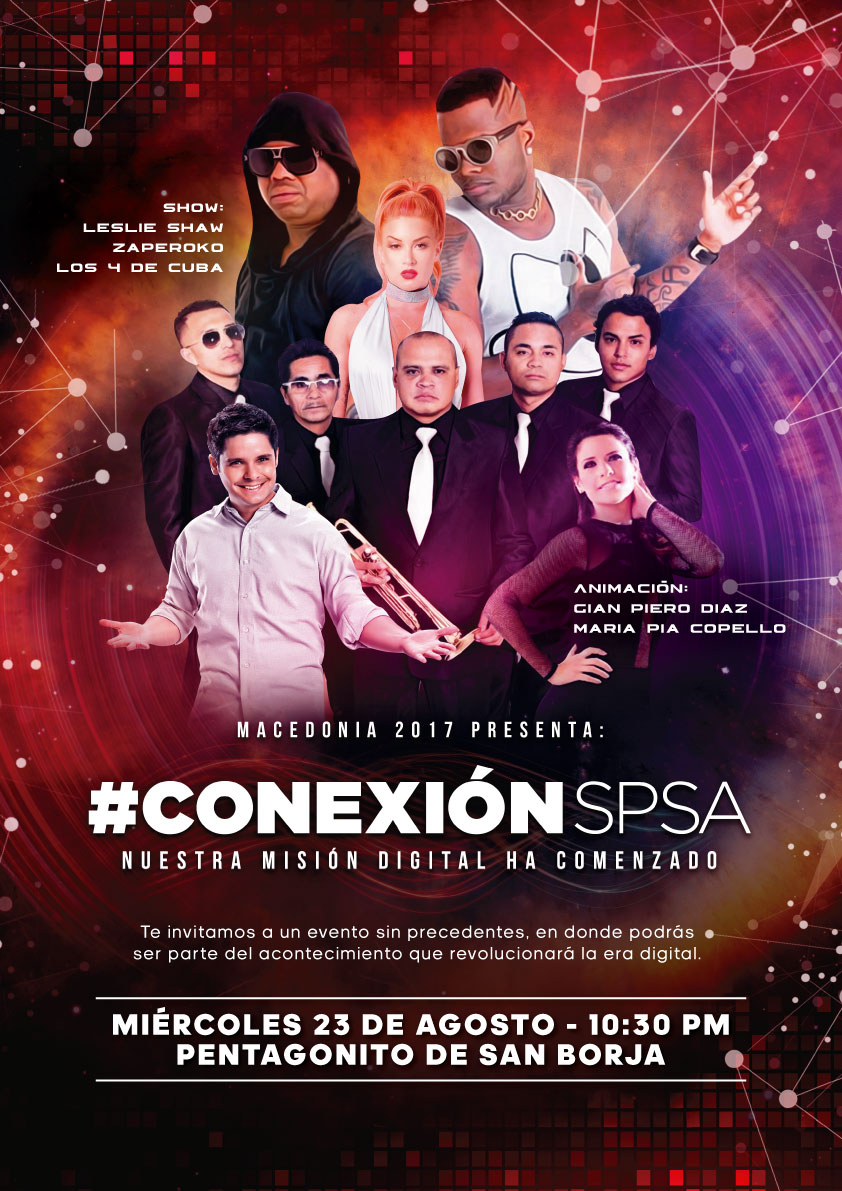 SHOW:
LESLIE SHAW
ZAPEROKO
LOS 4 DE CUBA
ANIMACIÓN:
GIAN PIERO DIAZ
MARIA PIA COPELLO
MACEDONIA 2017 PRESENTA:
#CONEXIÓNSPSA
NUESTRA MISIÓN DIGITAL HA COMENZADO
Te invitamos a un evento sin precedentes, en donde podrás
ser parte del acontecimiento que revolucionará la era digital.
MIÉRCOLES 23 DE AGOSTO - 10:30 PM
PENTAGONITO DE SAN BORJA